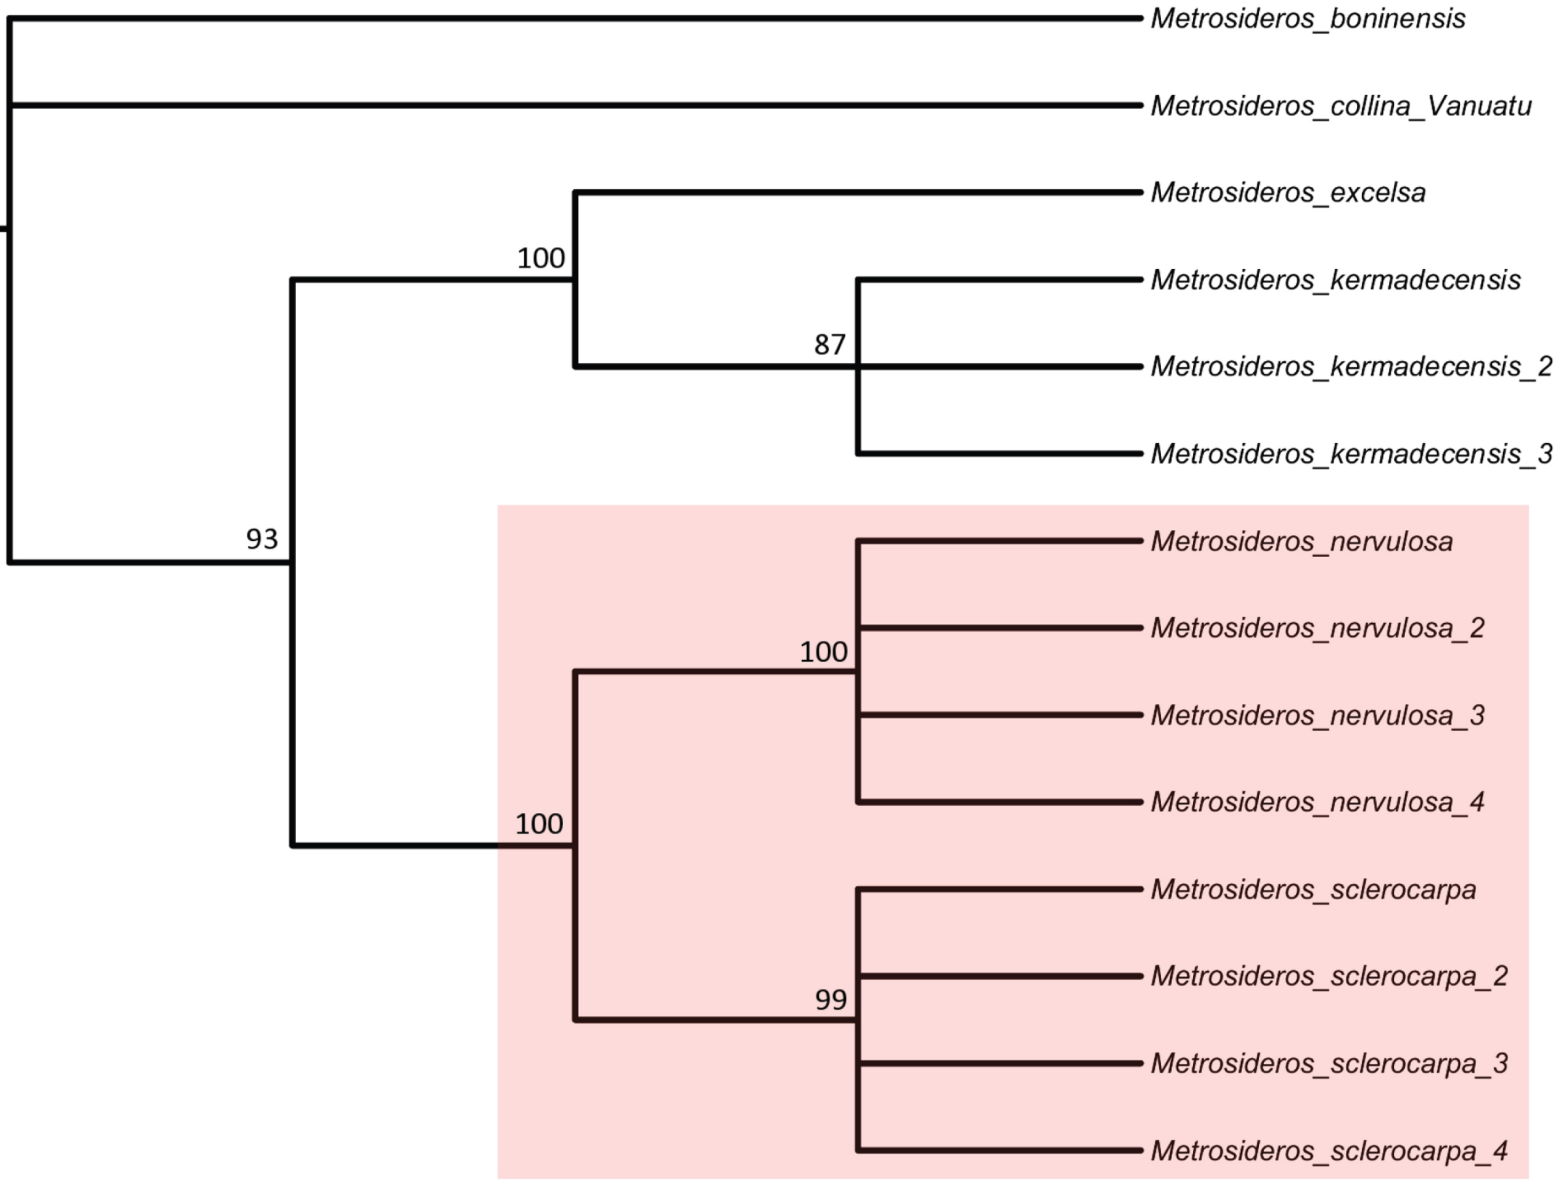 Metrosideros_boninensis
Metrosideros_collina_Vanuatu
Metrosideros_excelsa
100
Metrosideros_kermadecensis
87
Metrosideros_kermadecensis_2
Metrosideros_kermadecensis_3
93
Metrosideros_nervulosa
Metrosideros_nervulosa_2
100
Metrosideros_nervulosa_3
Metrosideros_nervulosa_4
100
Metrosideros_sclerocarpa
Metrosideros_sclerocarpa_2
99
Metrosideros_sclerocarpa_3
Metrosideros_sclerocarpa_4